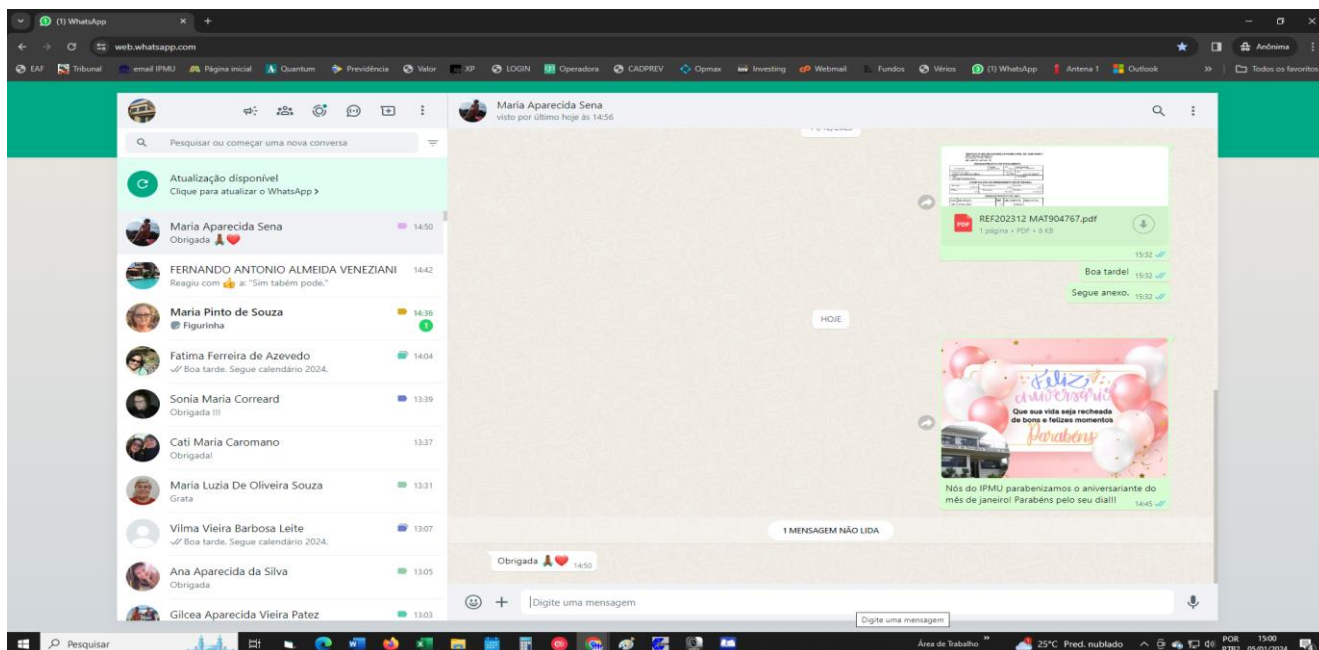 (1) WhatsApp
web.whatsapp.com
Anônima
EAF Tribunal email IPMU Página inicial Quantum Previdência Valor XP LOGIN Operadora CADPREV Opmax Investing Webmail Fundos Vérios (1) WhatsApp Antena 1 Outlook Todos os favoritos
Pesquisar ou começar uma nova conversa
Atualização disponível
Clique para atualizar o WhatsApp >
Maria Aparecida Sena 14:50
Obrigada 🙏🏾❤️
FERNANDO ANTONIO ALMEIDA VENEZIANI 14:42
Reagiu com 👍 a: "Sim tabém pode."
Maria Pinto de Souza 14:36
Figurinha 1
Fatima Ferreira de Azevedo 14:04
Boa tarde. Segue calendário 2024.
Sonia Maria Correard 13:39
Obrigada !!!
Cati Maria Caromano 13:37
Obrigada!
Maria Luzia De Oliveira Souza 13:31
Grata
Vilma Vieira Barbosa Leite 13:07
Boa tarde. Segue calendário 2024.
Ana Aparecida da Silva 13:05
Obrigada
Gilcea Aparecida Vieira Patez 13:03
Maria Aparecida Sena
visto por último hoje às 14:56
PDF
REF202312 MAT904767.pdf
1 página • PDF • 8 KB
15:32
Boa tarde! 15:32
Segue anexo. 15:32
HOJE
Feliz
aniversário
Que sua vida seja recheada
de bons e felizes momentos
Parabéns
Nós do IPMU parabenizamos o aniversariante do
mês de janeiro! Parabéns pelo seu dia!!! 14:45
1 MENSAGEM NÃO LIDA
Obrigada 🙏🏾❤️ 14:50
Digite uma mensagem
Digite uma mensagem
Pesquisar
Área de Trabalho
25°C Pred. nublado
POR 15:00
PTB2 05/01/2024